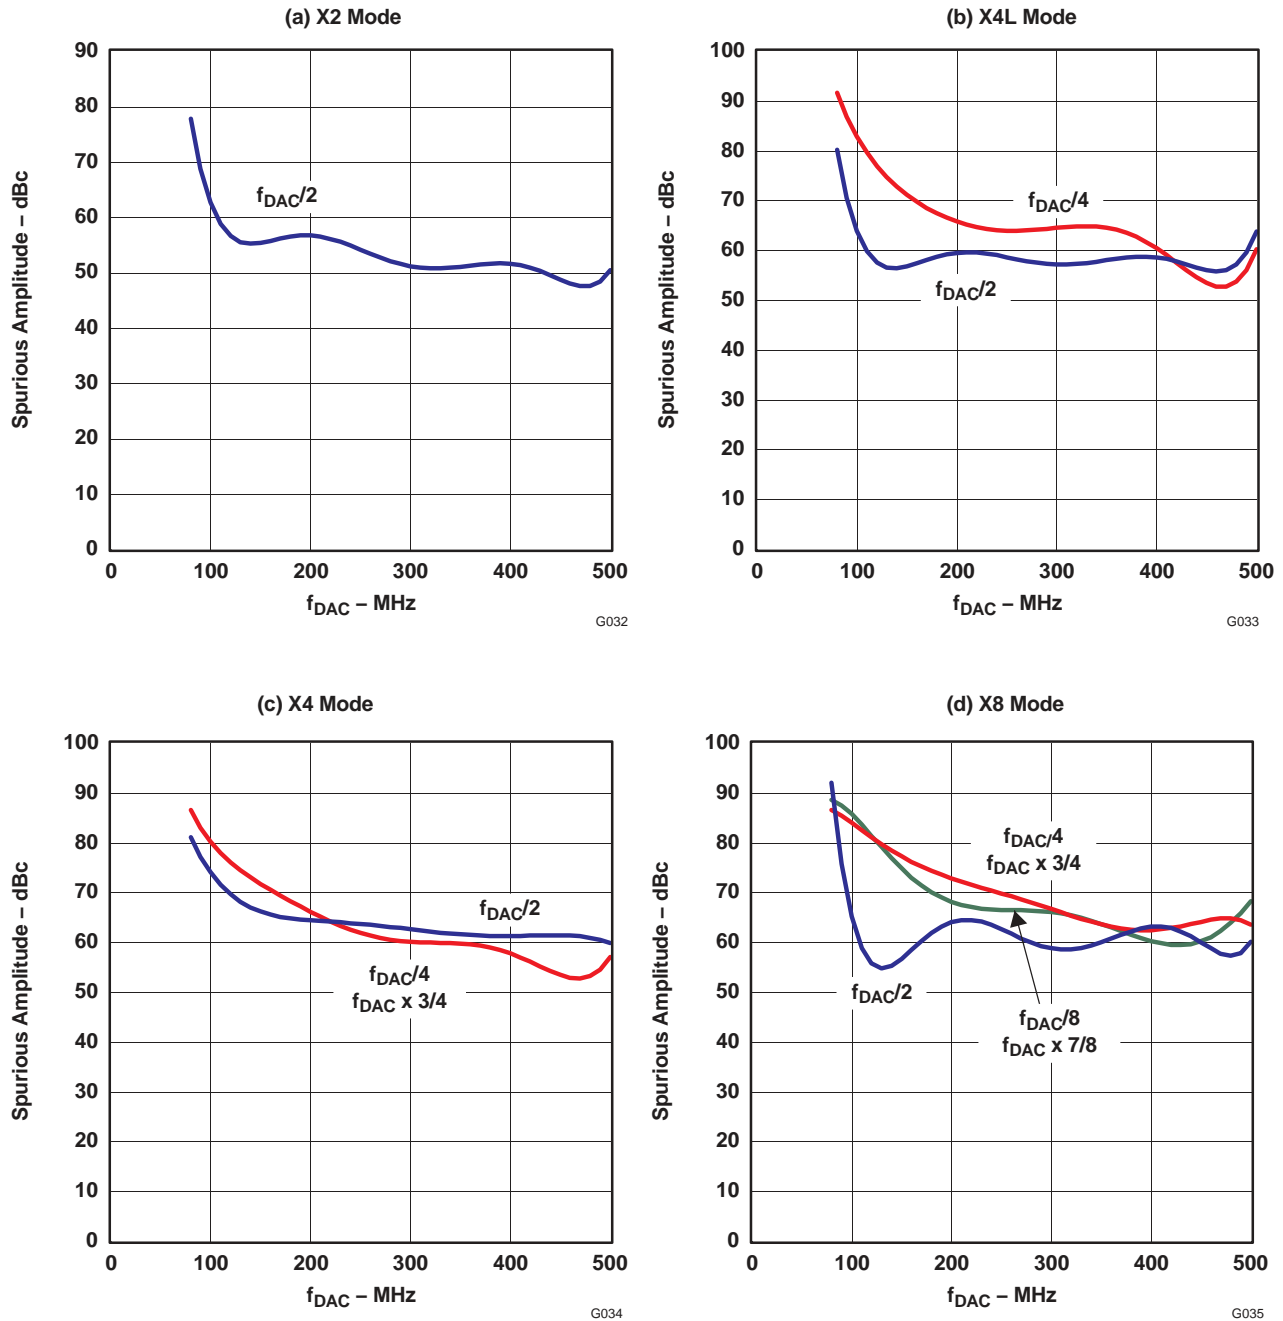 (a) X2 Mode
90
80
70
60
50
40
30
20
10
0
Spurious Amplitude – dBc
fDAC/2
0 100 200 300 400 500
fDAC – MHz
G032
(b) X4L Mode
100
90
80
70
60
50
40
30
20
10
0
Spurious Amplitude – dBc
fDAC/4
fDAC/2
0 100 200 300 400 500
fDAC – MHz
G033
(c) X4 Mode
100
90
80
70
60
50
40
30
20
10
0
Spurious Amplitude – dBc
fDAC/2
fDAC/4
fDAC x 3/4
0 100 200 300 400 500
fDAC – MHz
G034
(d) X8 Mode
100
90
80
70
60
50
40
30
20
10
0
Spurious Amplitude – dBc
fDAC/4
fDAC x 3/4
fDAC/2
fDAC/8
fDAC x 7/8
0 100 200 300 400 500
fDAC – MHz
G035